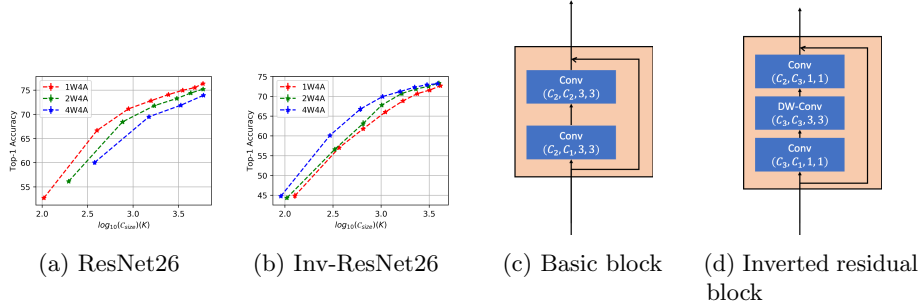 Top-1 Accuracy
75
70
65
60
55
1W4A
2W4A
4W4A
2.0 2.5 3.0 3.5
log10(Csize)(K)
(a) ResNet26
Top-1 Accuracy
75
70
65
60
55
50
45
1W4A
2W4A
4W4A
2.0 2.5 3.0 3.5
log10(Csize)(K)
(b) Inv-ResNet26
Conv
(C2,C2,3,3)
Conv
(C2,C1,3,3)
(c) Basic block
Conv
(C2,C3,1,1)
DW-Conv
(C3,C3,3,3)
Conv
(C3,C1,1,1)
(d) Inverted residual
block